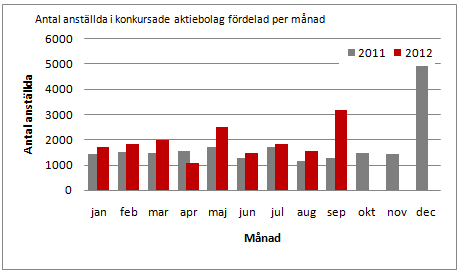 Antal anställda i konkursade aktiebolag fördelad per månad
6000
2011 2012
5000
4000
3000
2000
1000
0
Antal anställda
jan feb mar apr maj jun jul aug sep okt nov dec
Månad